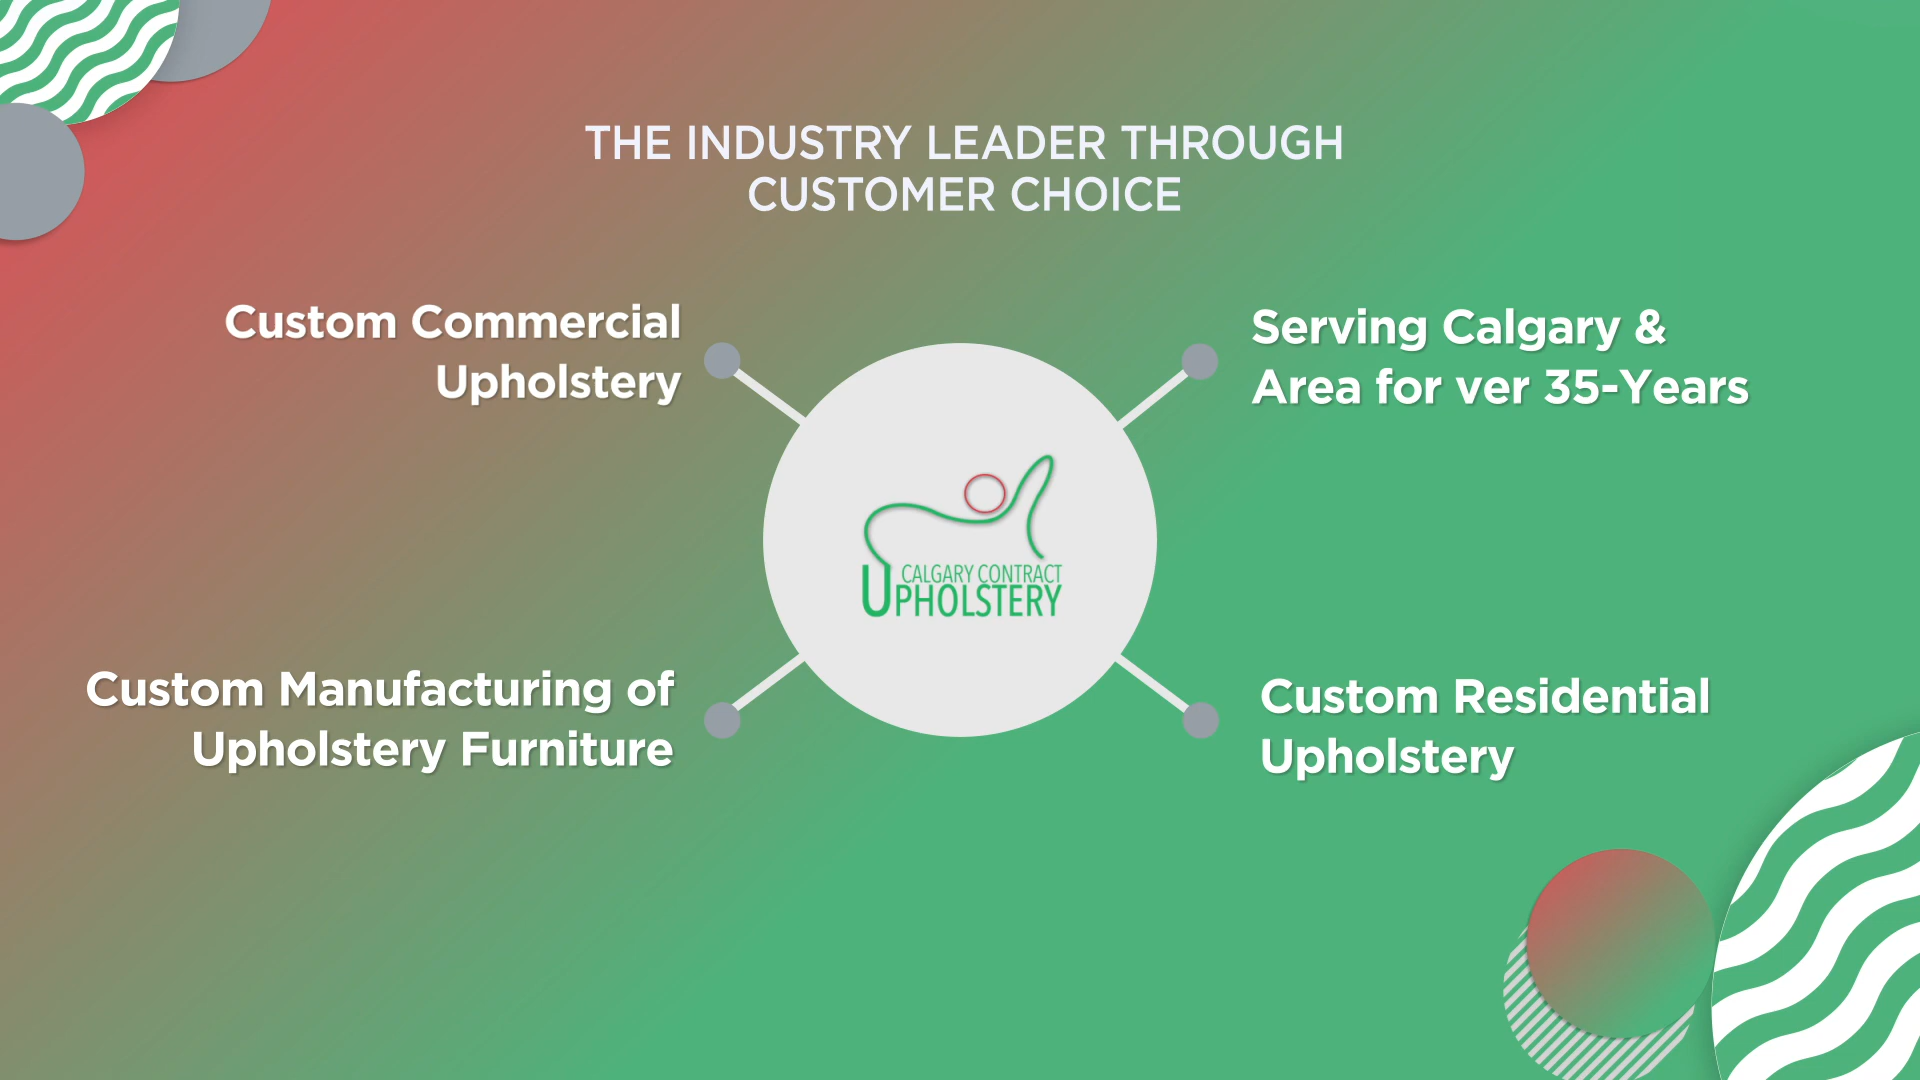 THE INDUSTRY LEADER THROUGH
CUSTOMER CHOICE
Custom Commercial
Upholstery
Serving Calgary &
Area for ver 35-Years
CALGARY CONTRACT
UPHOLSTERY
Custom Manufacturing of
Upholstery Furniture
Custom Residential
Upholstery